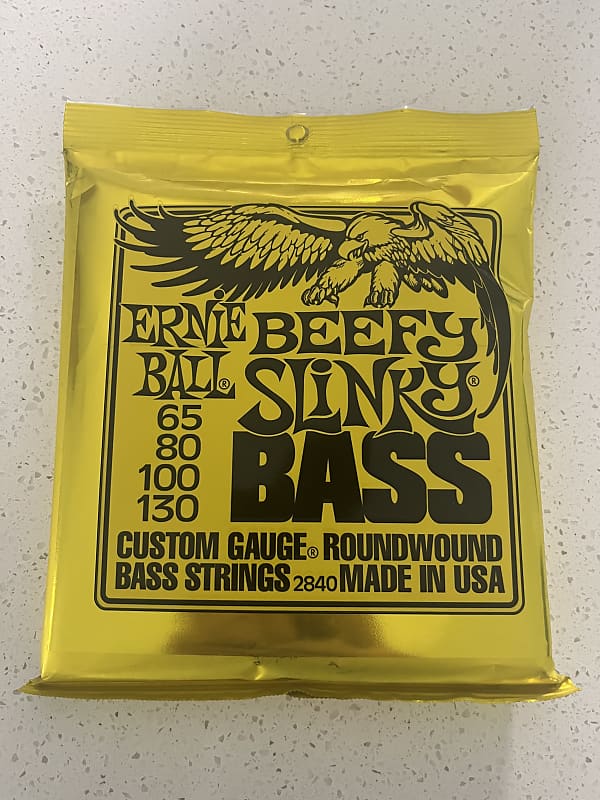 ERNIE
BALL®
BEEFY
SLINKY®
BASS
65
80
100
130
CUSTOM GAUGE® ROUNDWOUND
BASS STRINGS 2840 MADE IN USA